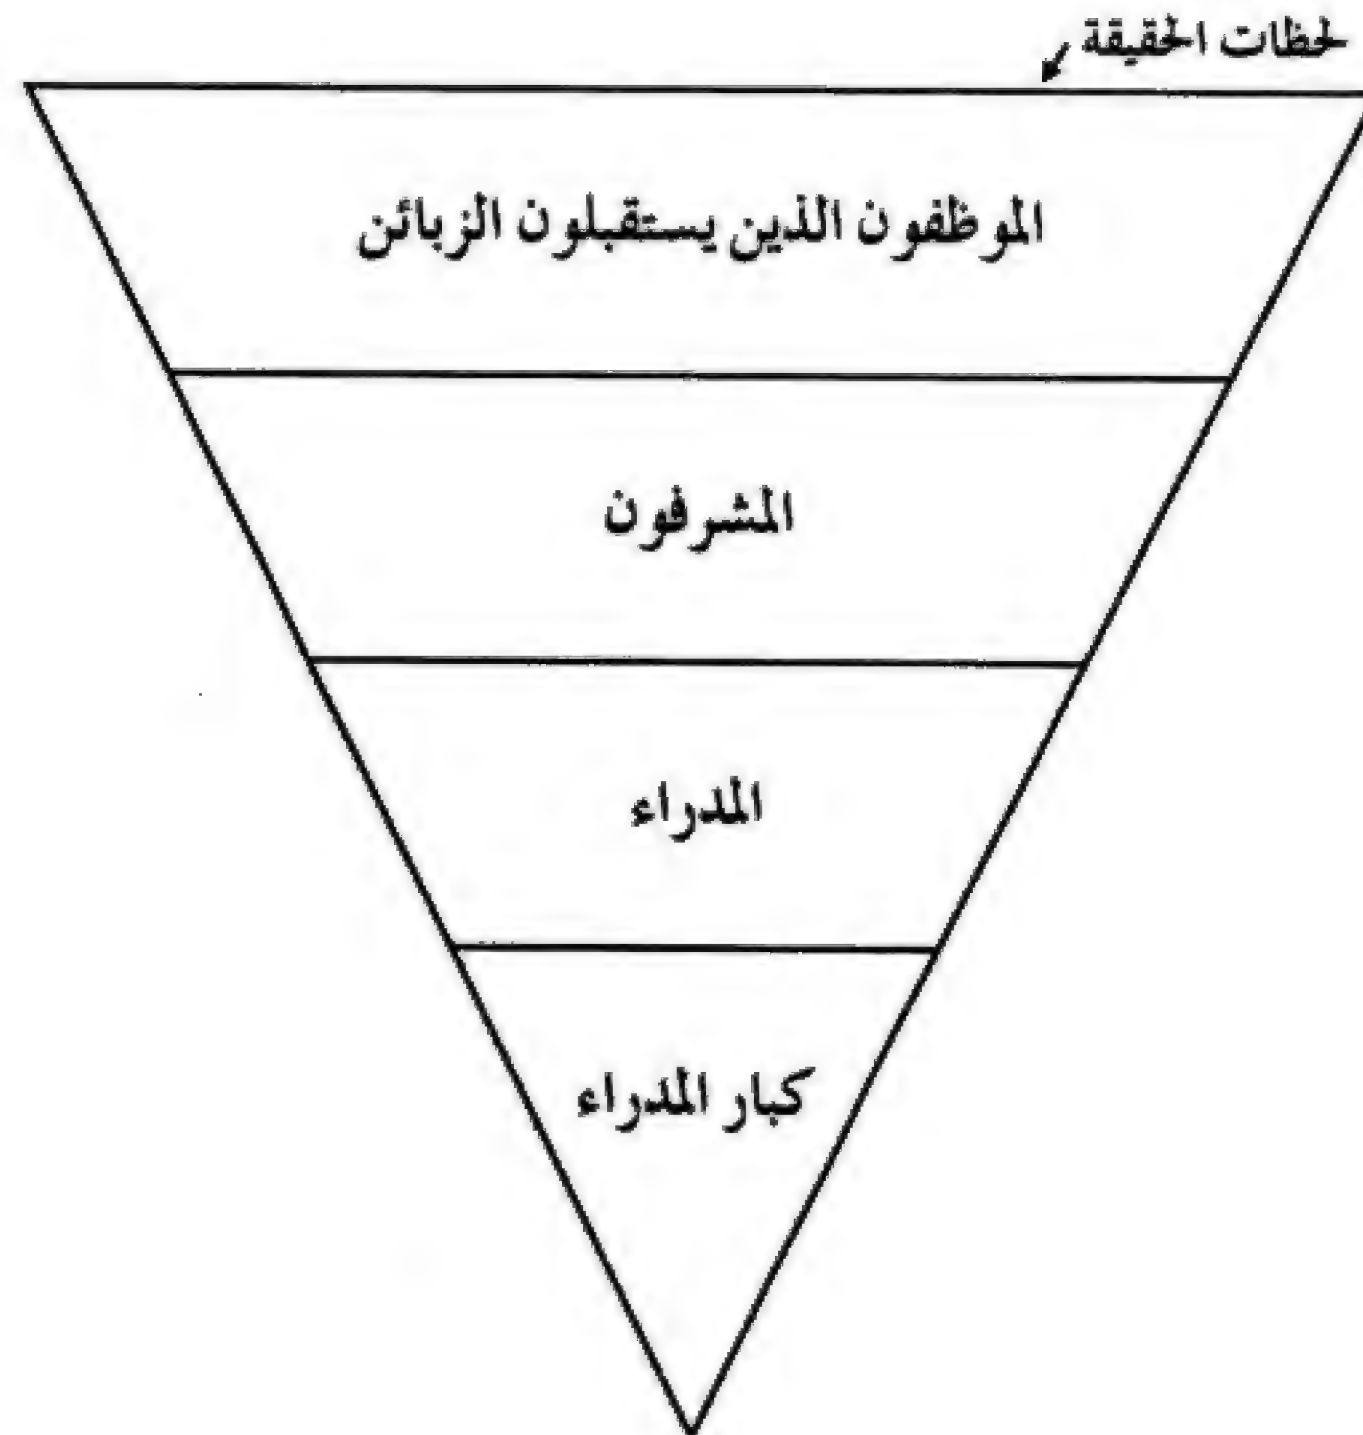 لحظات الحقيقة
الموظفون الذين يستقبلون الزبائن
المشرفون
المدراء
كبار المدراء